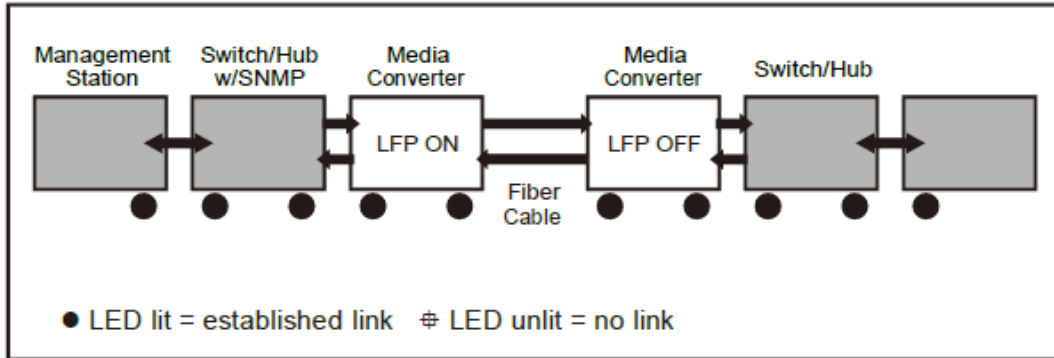 Management
Station
Switch/Hub
w/SNMP
Media
Converter
Media
Converter
Switch/Hub
LFP ON
LFP OFF
Fiber
Cable
● LED lit = established link ⌗ LED unlit = no link